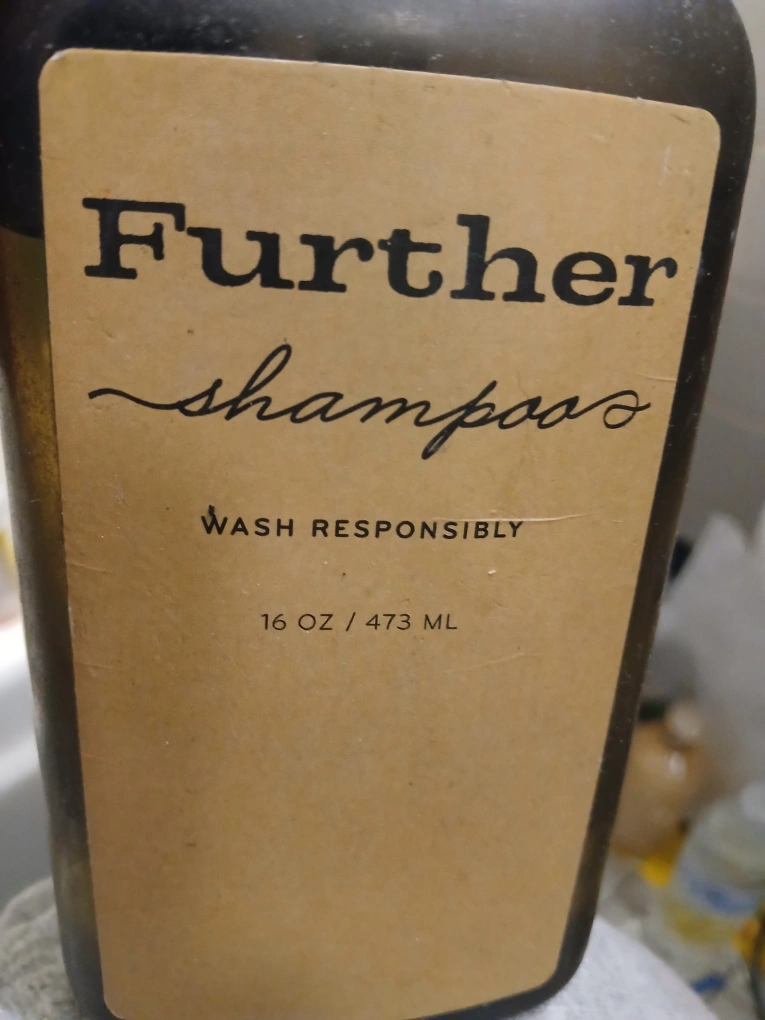 Further
shampoo
WASH RESPONSIBLY
16 OZ / 473 ML